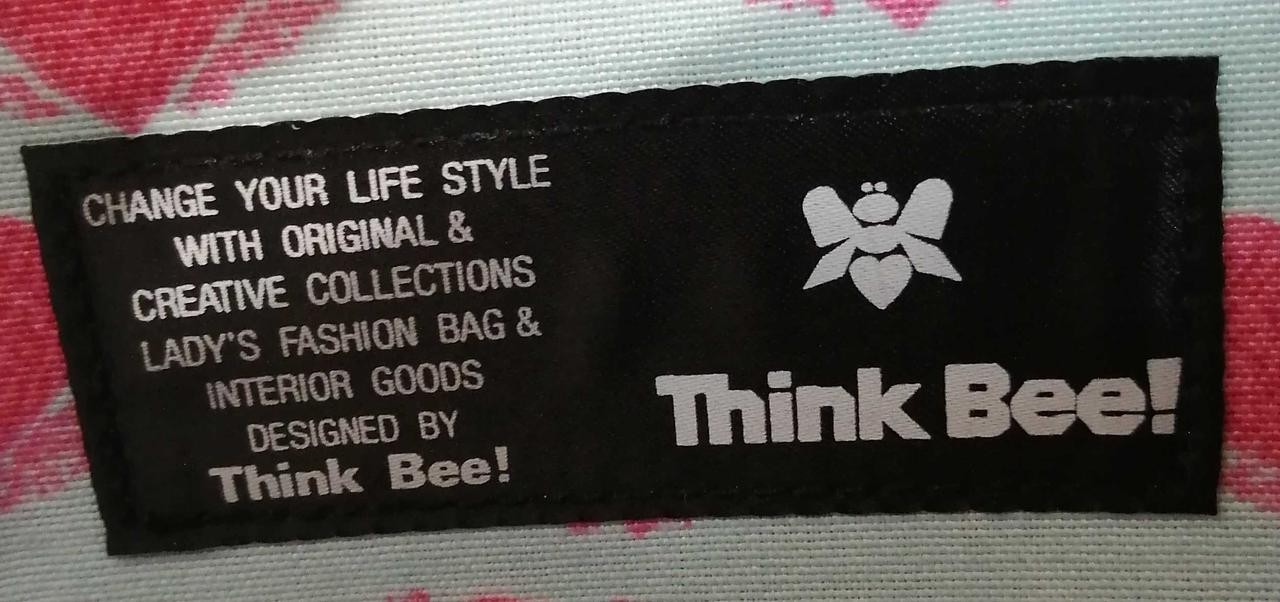 CHANGE YOUR LIFE STYLE
WITH ORIGINAL &
CREATIVE COLLECTIONS
LADY'S FASHION BAG &
INTERIOR GOODS
DESIGNED BY
Think Bee!
Think Bee!